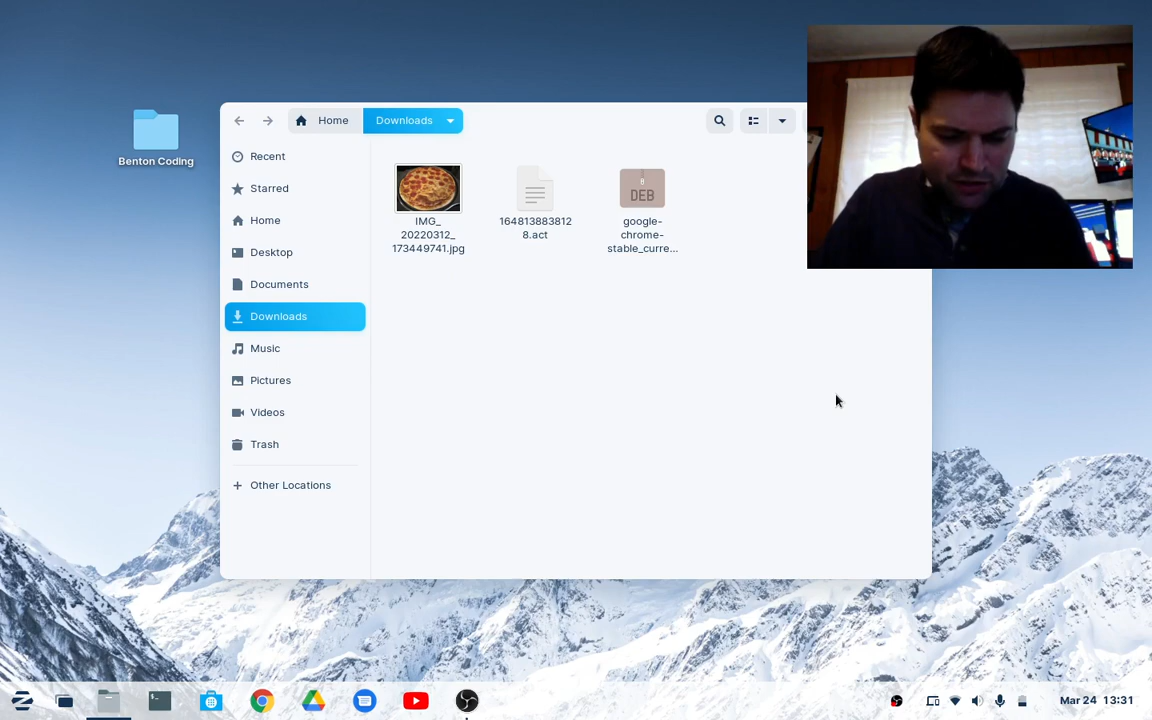 Benton Coding
Home
Downloads
Recent
Starred
Home
Desktop
Documents
Downloads
Music
Pictures
Videos
Trash
Other Locations
IMG_
20220312_
173449741.jpg
164813883812
8.act
8
DEB
google-
chrome-
stable_curre...
Mar 24 13:31